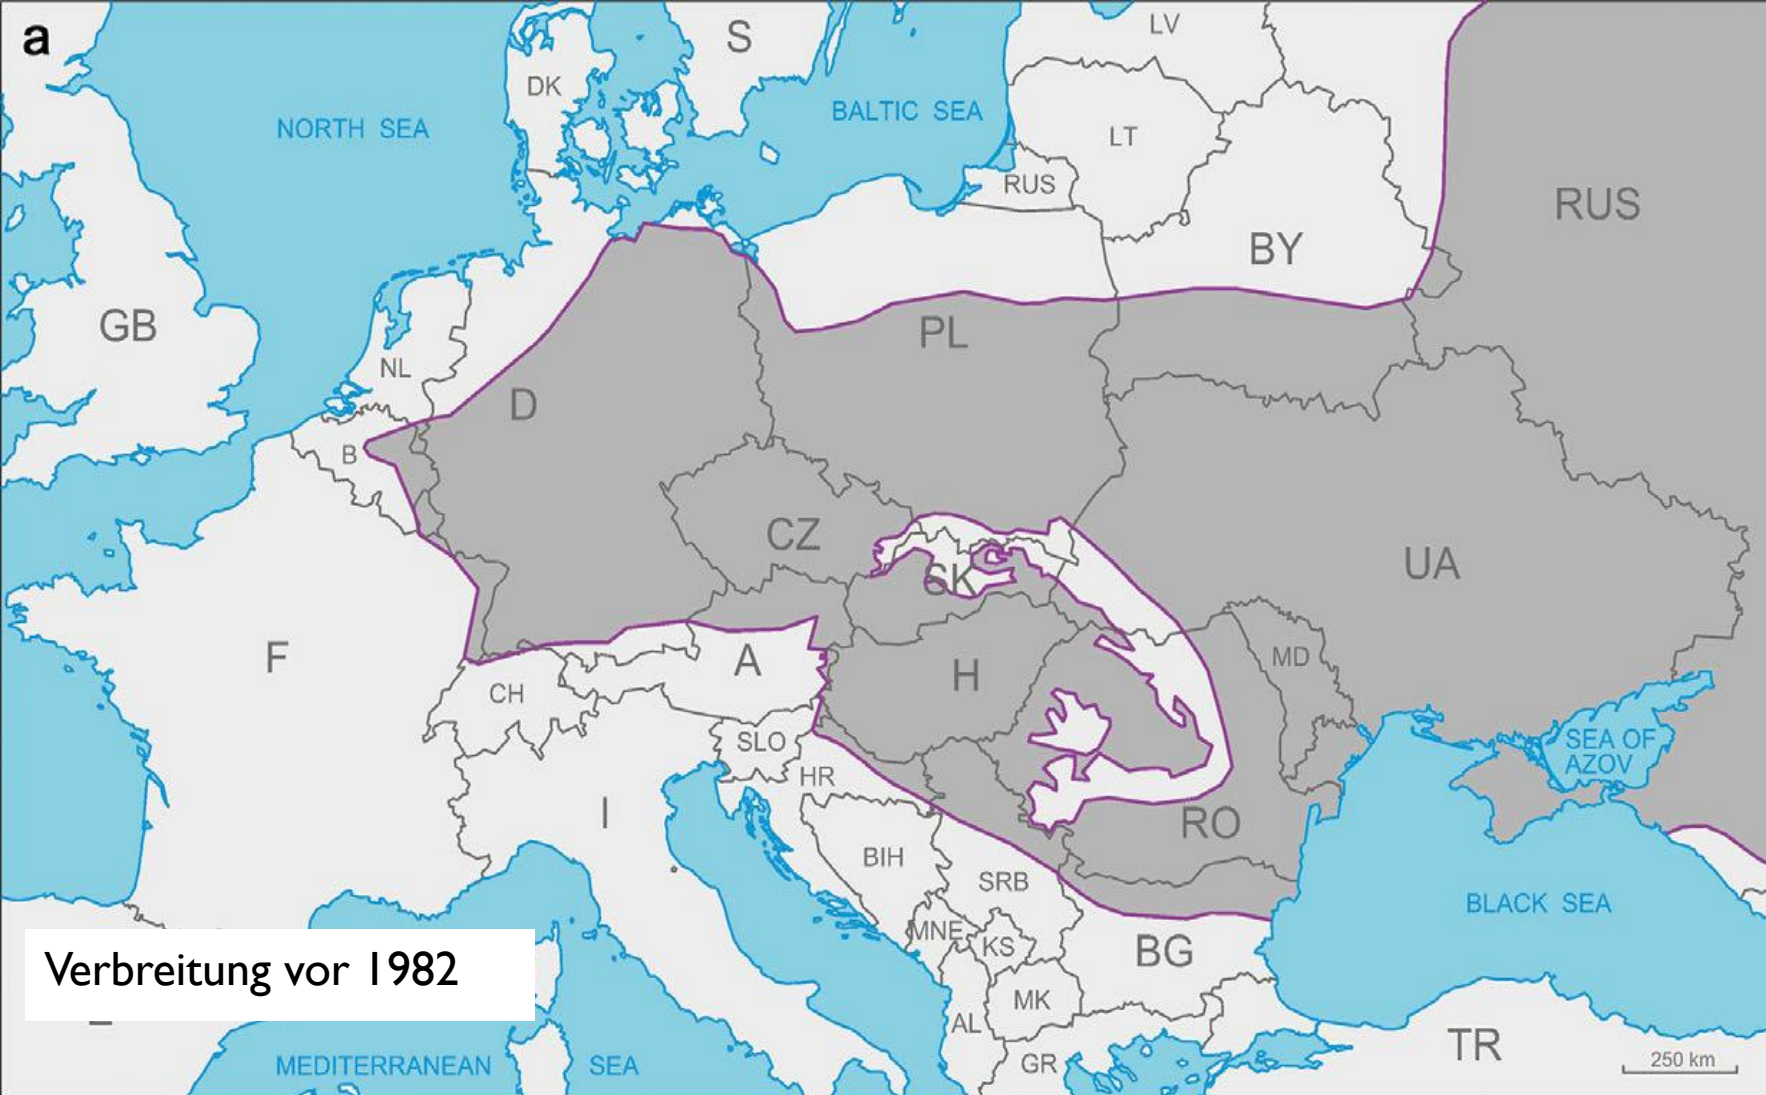 a
S
LV
DK
NORTH SEA
BALTIC SEA
LT
RUS
RUS
BY
GB
NL
PL
D
B
CZ
SK
UA
F
A
H
MD
CH
SLO
SEA OF
AZOV
HR
I
RO
BIH
SRB
BLACK SEA
MNE
KS
BG
Verbreitung vor 1982
MK
AL
TR
GR
250 km
MEDITERRANEAN SEA